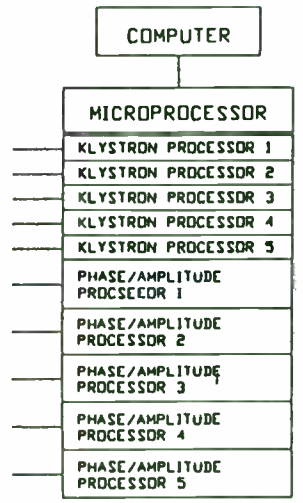 COMPUTER
MICROPROCESSOR
KLYSTRON PROCESSOR 1
KLYSTRON PROCESSOR 2
KLYSTRON PROCESSOR 3
KLYSTRON PROCESSOR 4
KLYSTRON PROCESSOR 5
PHASE/AMPLITUDE
PROCSEEOR 1
PHASE/AMPLITUDE
PROCESSOR 2
PHASE/AMPLITUDE
PROCESSOR 3
PHASE/AMPLITUDE
PROCESSOR 4
PHASE/AMPLITUDE
PROCESSOR 5